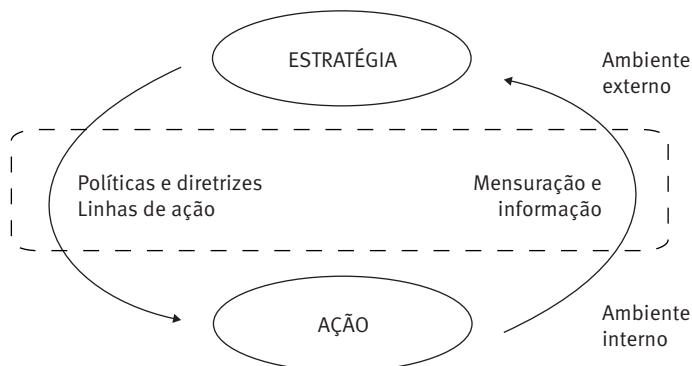 ESTRATÉGIA
Ambiente
externo
Políticas e diretrizes
Linhas de ação
Mensuração e
informação
AÇÃO
Ambiente
interno